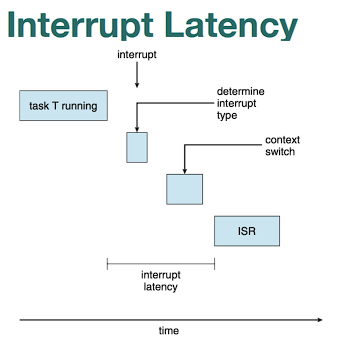 Interrupt Latency
interrupt
task T running
determine
interrupt
type
context
switch
ISR
interrupt
latency
time